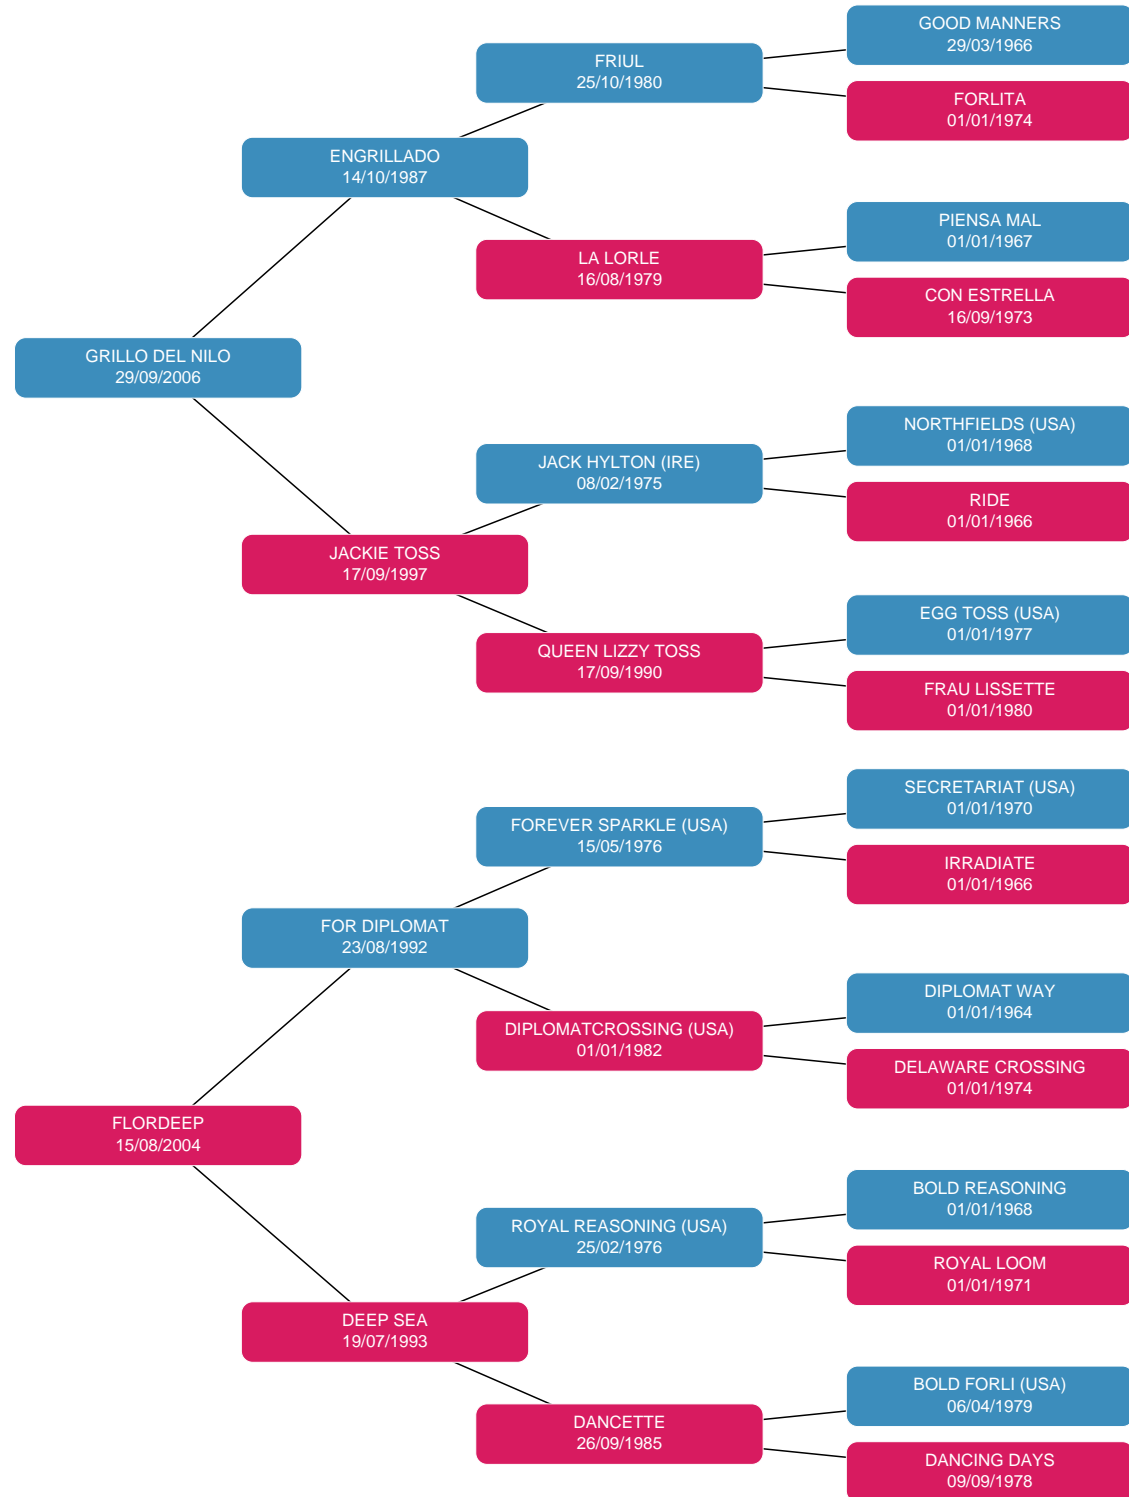 GOOD MANNERS
29/03/1966
FRIUL
25/10/1980
FORLITA
01/01/1974
ENGRILLADO
14/10/1987
PIENSA MAL
01/01/1967
LA LORLE
16/08/1979
CON ESTRELLA
16/09/1973
GRILLO DEL NILO
29/09/2006
NORTHFIELDS (USA)
01/01/1968
JACK HYLTON (IRE)
08/02/1975
RIDE
01/01/1966
JACKIE TOSS
17/09/1997
EGG TOSS (USA)
01/01/1977
QUEEN LIZZY TOSS
17/09/1990
FRAU LISSETTE
01/01/1980
SECRETARIAT (USA)
01/01/1970
FOREVER SPARKLE (USA)
15/05/1976
IRRADIATE
01/01/1966
FOR DIPLOMAT
23/08/1992
DIPLOMAT WAY
01/01/1964
DIPLOMATCROSSING (USA)
01/01/1982
DELAWARE CROSSING
01/01/1974
FLORDEEP
15/08/2004
BOLD REASONING
01/01/1968
ROYAL REASONING (USA)
25/02/1976
ROYAL LOOM
01/01/1971
DEEP SEA
19/07/1993
BOLD FORLI (USA)
06/04/1979
DANCETTE
26/09/1985
DANCING DAYS
09/09/1978